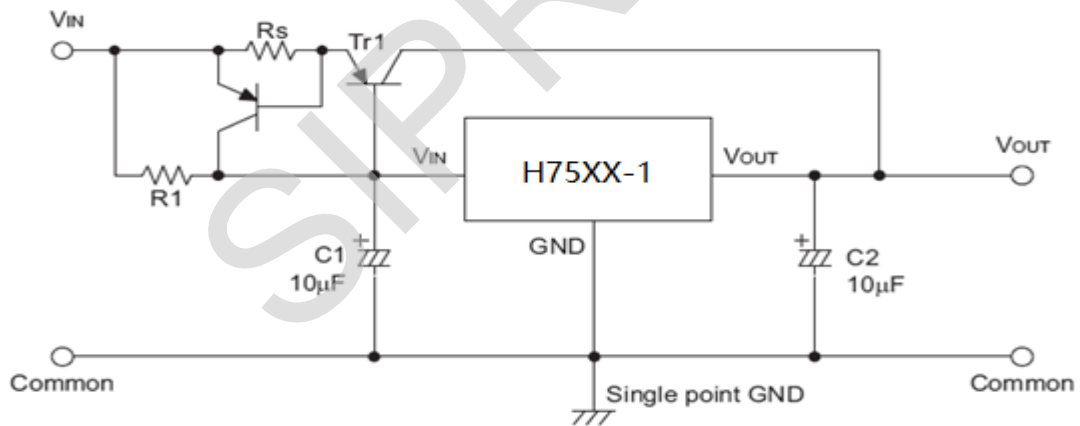 VIN
Rs
Tr1
VIN
H75XX-1
VOUT
VOUT
R1
GND
C1
10µF
C2
10µF
Common
Common
Single point GND
SIPR